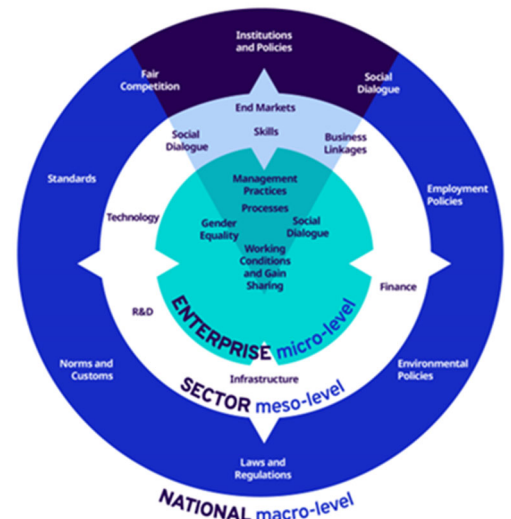 Institutions
and Policies
Fair
Competition
Social
Dialogue
End Markets
Skills
Social
Dialogue
Business
Linkages
Standards
Management
Practices
Employment
Policies
Processes
Technology
Gender
Equality
Social
Dialogue
Working
Conditions
and Gain
Sharing
Finance
R&D
ENTERPRISE micro-level
Norms and
Customs
Environmental
Policies
Infrastructure
SECTOR meso-level
Laws and
Regulations
NATIONAL macro-level